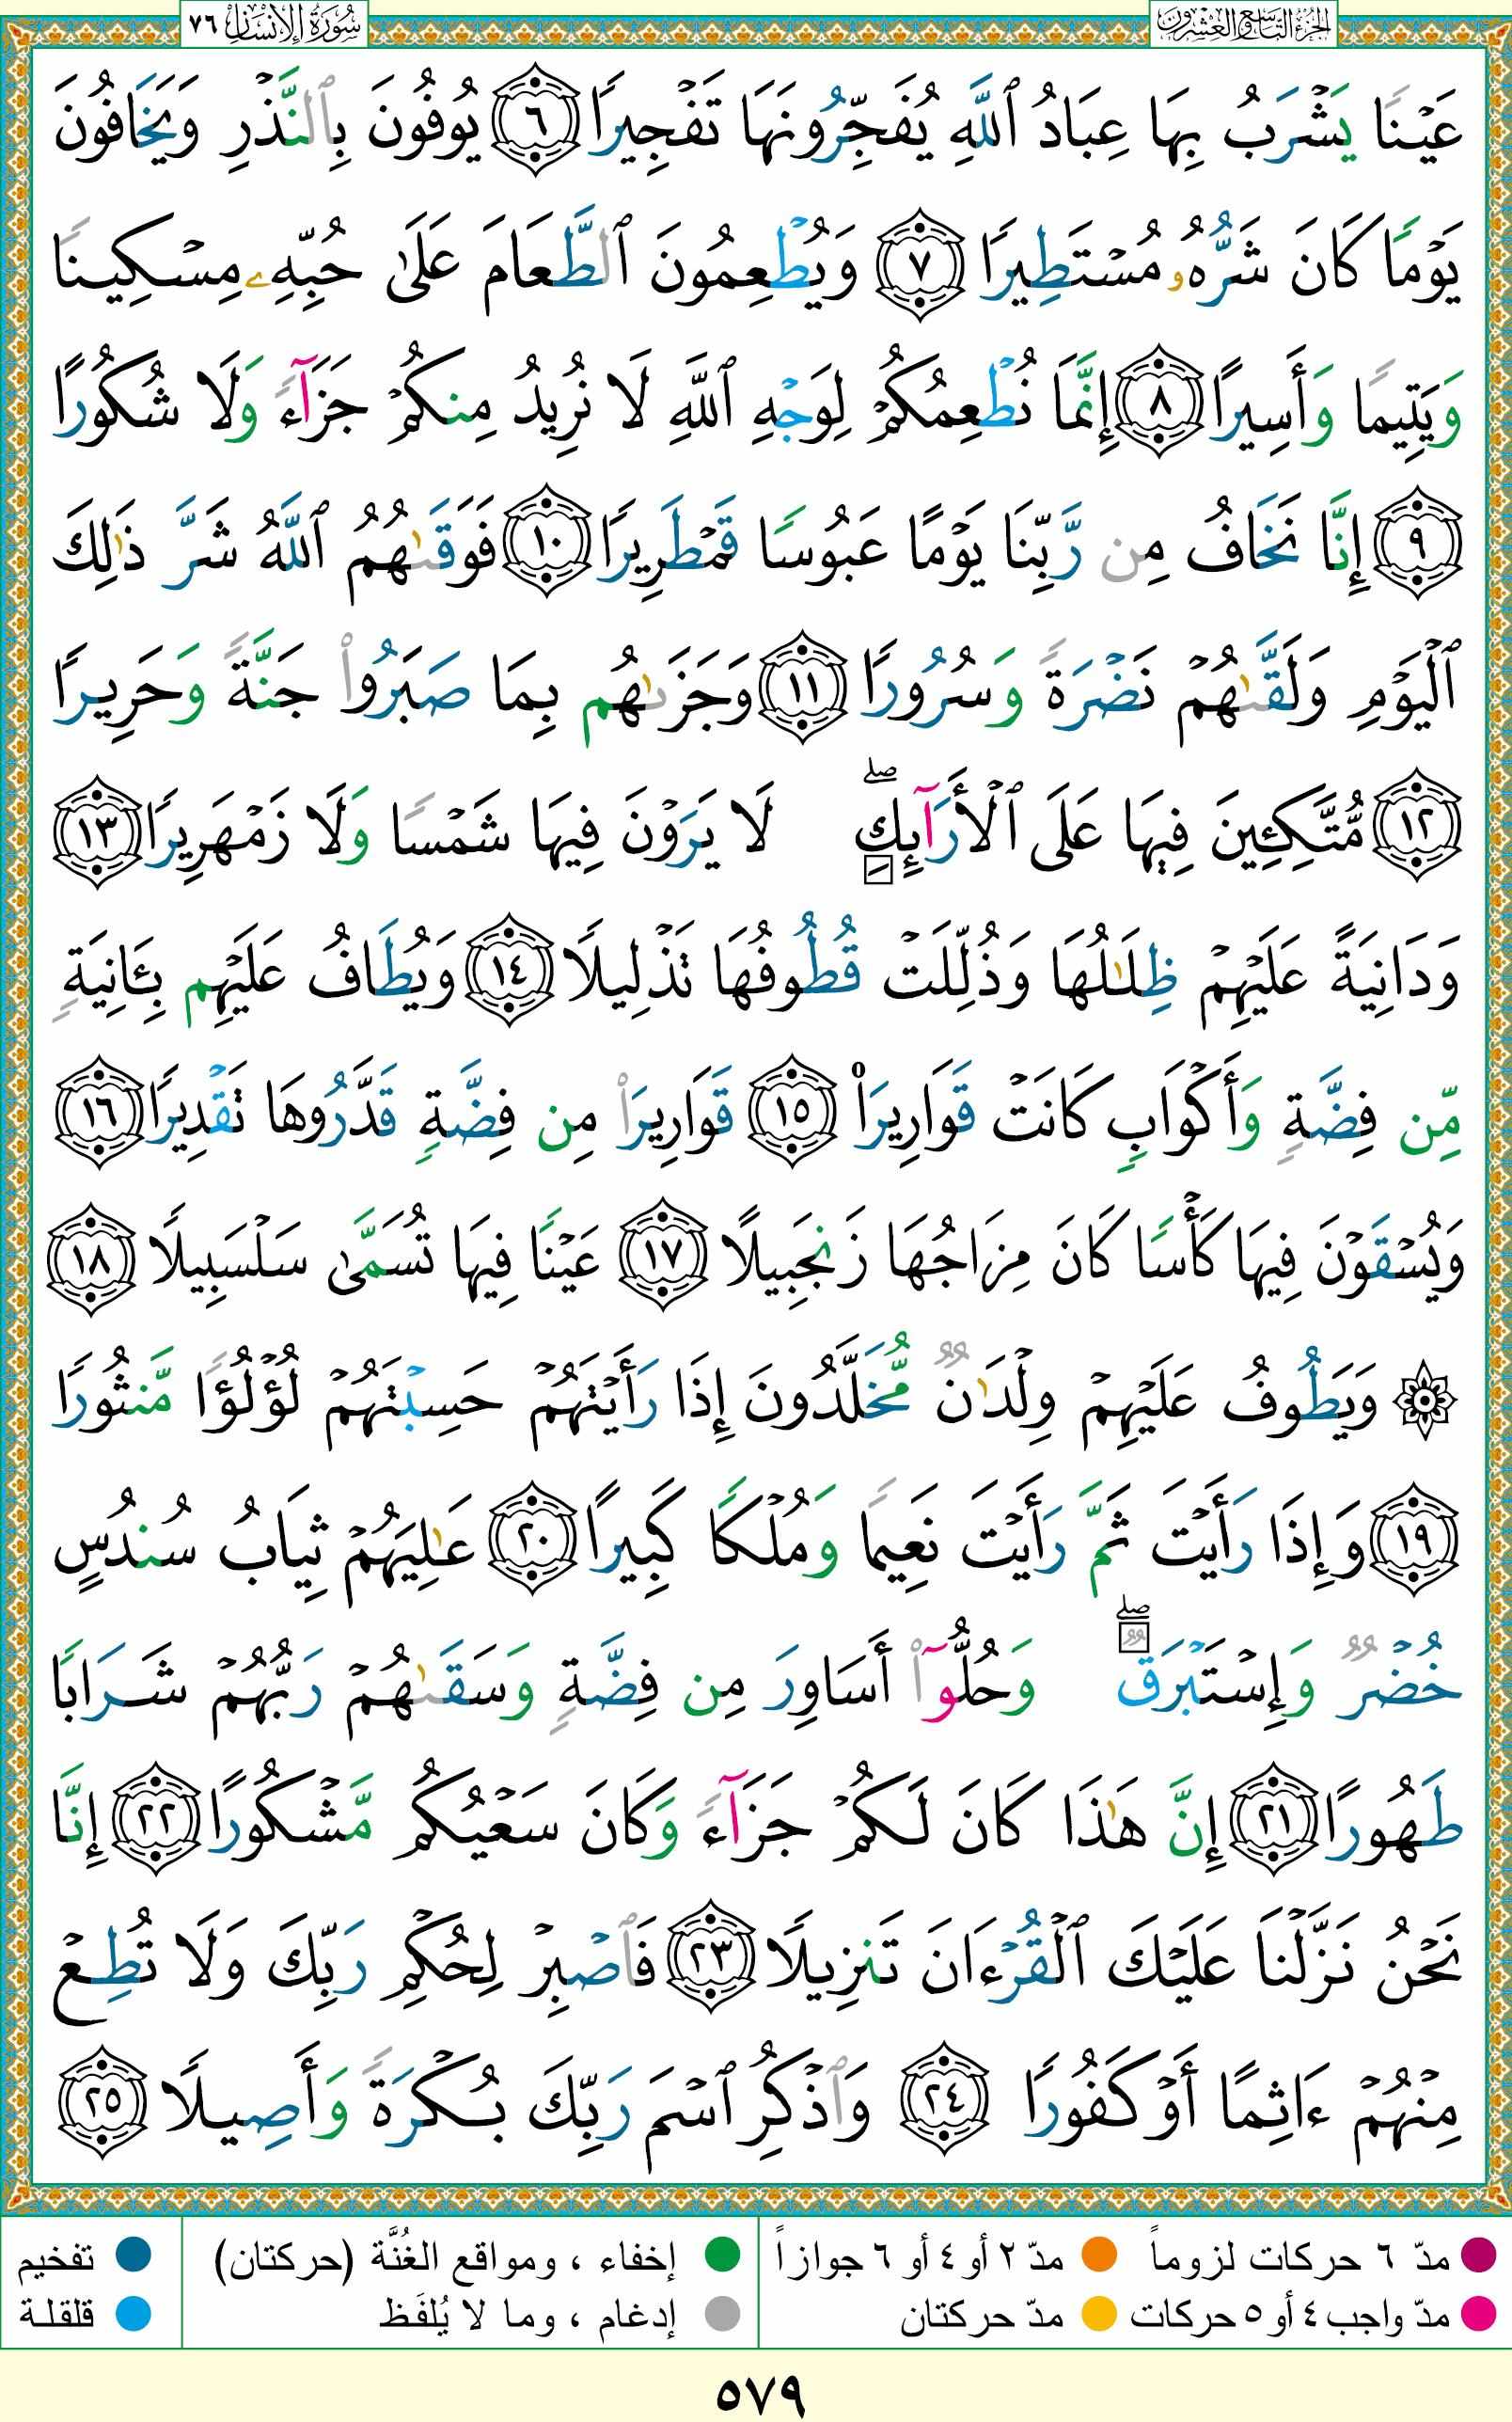 الجزء التاسع والعشرون
سورة الإنسان ٧٦
عَيْنًا يَشْرَبُ بِهَا عِبَادُ ٱللَّهِ يُفَجِّرُونَهَا تَفْجِيرًا ٦ يُوفُونَ بِٱلنَّذْرِ وَيَخَافُونَ
يَوْمًا كَانَ شَرُّهُۥ مُسْتَطِيرًا ٧ وَيُطْعِمُونَ ٱلطَّعَامَ عَلَىٰ حُبِّهِۦ مِسْكِينًا
وَيَتِيمًا وَأَسِيرًا ٨ إِنَّمَا نُطْعِمُكُمْ لِوَجْهِ ٱللَّهِ لَا نُرِيدُ مِنكُمْ جَزَآءً وَلَا شُكُورًا
٩ إِنَّا نَخَافُ مِن رَّبِّنَا يَوْمًا عَبُوسًا قَمْطَرِيرًا ١٠ فَوَقَىٰهُمُ ٱللَّهُ شَرَّ ذَٰلِكَ
ٱلْيَوْمِ وَلَقَّىٰهُمْ نَضْرَةً وَسُرُورًا ١١ وَجَزَىٰهُم بِمَا صَبَرُوا۟ جَنَّةً وَحَرِيرًا
١٢ مُّتَّكِئِينَ فِيهَا عَلَى ٱلْأَرَآئِكِ ۖ لَا يَرَوْنَ فِيهَا شَمْسًا وَلَا زَمْهَرِيرًا ١٣
وَدَانِيَةً عَلَيْهِمْ ظِلَـٰلُهَا وَذُلِّلَتْ قُطُوفُهَا تَذْلِيلًا ١٤ وَيُطَافُ عَلَيْهِم بِـَٔانِيَةٍ
مِّن فِضَّةٍ وَأَكْوَابٍ كَانَتْ قَوَارِيرَا۠ ١٥ قَوَارِيرَا۟ مِن فِضَّةٍ قَدَّرُوهَا تَقْدِيرًا ١٦
وَيُسْقَوْنَ فِيهَا كَأْسًا كَانَ مِزَاجُهَا زَنجَبِيلًا ١٧ عَيْنًا فِيهَا تُسَمَّىٰ سَلْسَبِيلًا ١٨
۞ وَيَطُوفُ عَلَيْهِمْ وِلْدَٰنٌ مُّخَلَّدُونَ إِذَا رَأَيْتَهُمْ حَسِبْتَهُمْ لُؤْلُؤًا مَّنثُورًا
١٩ وَإِذَا رَأَيْتَ ثَمَّ رَأَيْتَ نَعِيمًا وَمُلْكًا كَبِيرًا ٢٠ عَـٰلِيَهُمْ ثِيَابُ سُندُسٍ
خُضْرٌ وَإِسْتَبْرَقٌ ۖ وَحُلُّوٓا۟ أَسَاوِرَ مِن فِضَّةٍ وَسَقَىٰهُمْ رَبُّهُمْ شَرَابًا
طَهُورًا ٢١ إِنَّ هَـٰذَا كَانَ لَكُمْ جَزَآءً وَكَانَ سَعْيُكُم مَّشْكُورًا ٢٢ إِنَّا
نَحْنُ نَزَّلْنَا عَلَيْكَ ٱلْقُرْءَانَ تَنزِيلًا ٢٣ فَٱصْبِرْ لِحُكْمِ رَبِّكَ وَلَا تُطِعْ
مِنْهُمْ ءَاثِمًا أَوْ كَفُورًا ٢٤ وَٱذْكُرِ ٱسْمَ رَبِّكَ بُكْرَةً وَأَصِيلًا ٢٥
مدّ ٦ حركات لزوماً
مدّ ٢ أو ٤ أو ٦ جوازاً
إخفاء ، ومواقع الغُنَّة (حركتان)
تفخيم
مدّ واجب ٤ أو ٥ حركات
مدّ حركتان
إدغام ، وما لا يُلفَظ
قلقلة
٥٧٩